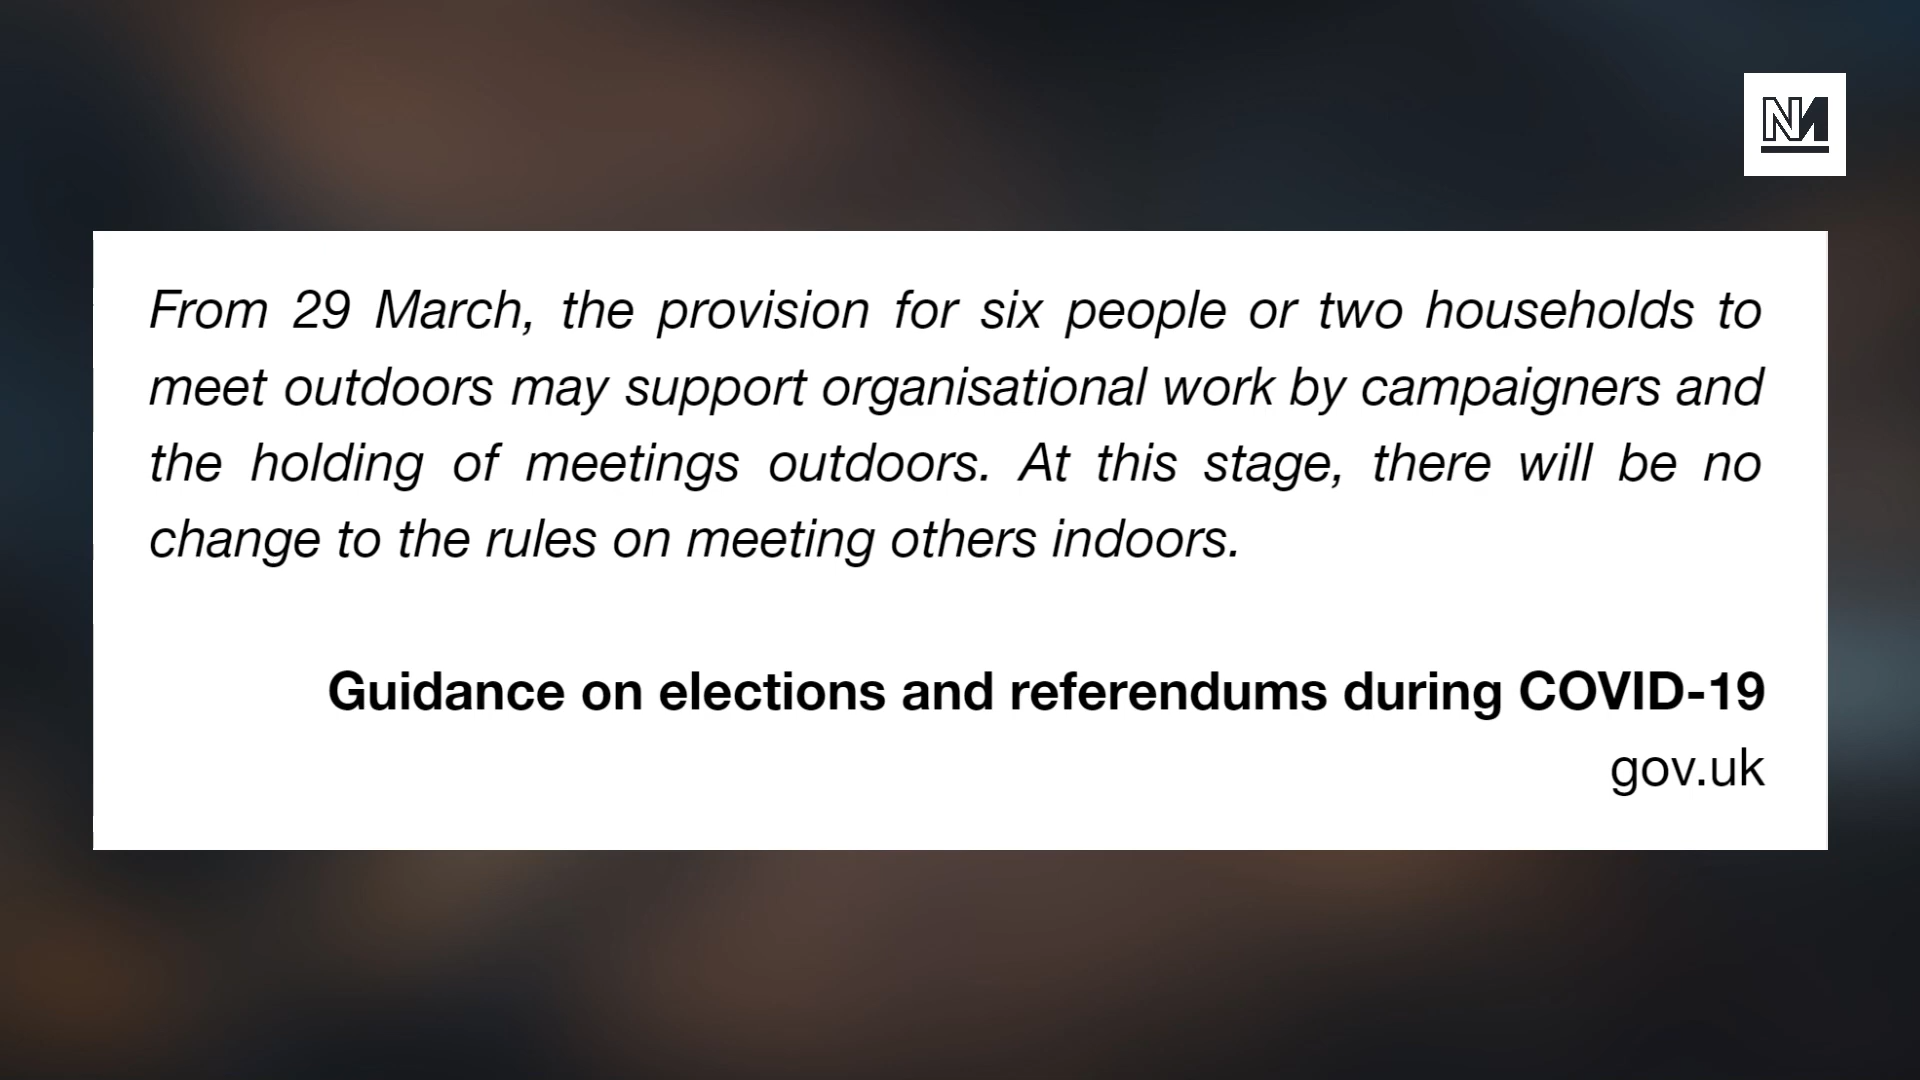 NM
From 29 March, the provision for six people or two households to
meet outdoors may support organisational work by campaigners and
the holding of meetings outdoors. At this stage, there will be no
change to the rules on meeting others indoors.
Guidance on elections and referendums during COVID-19
gov.uk